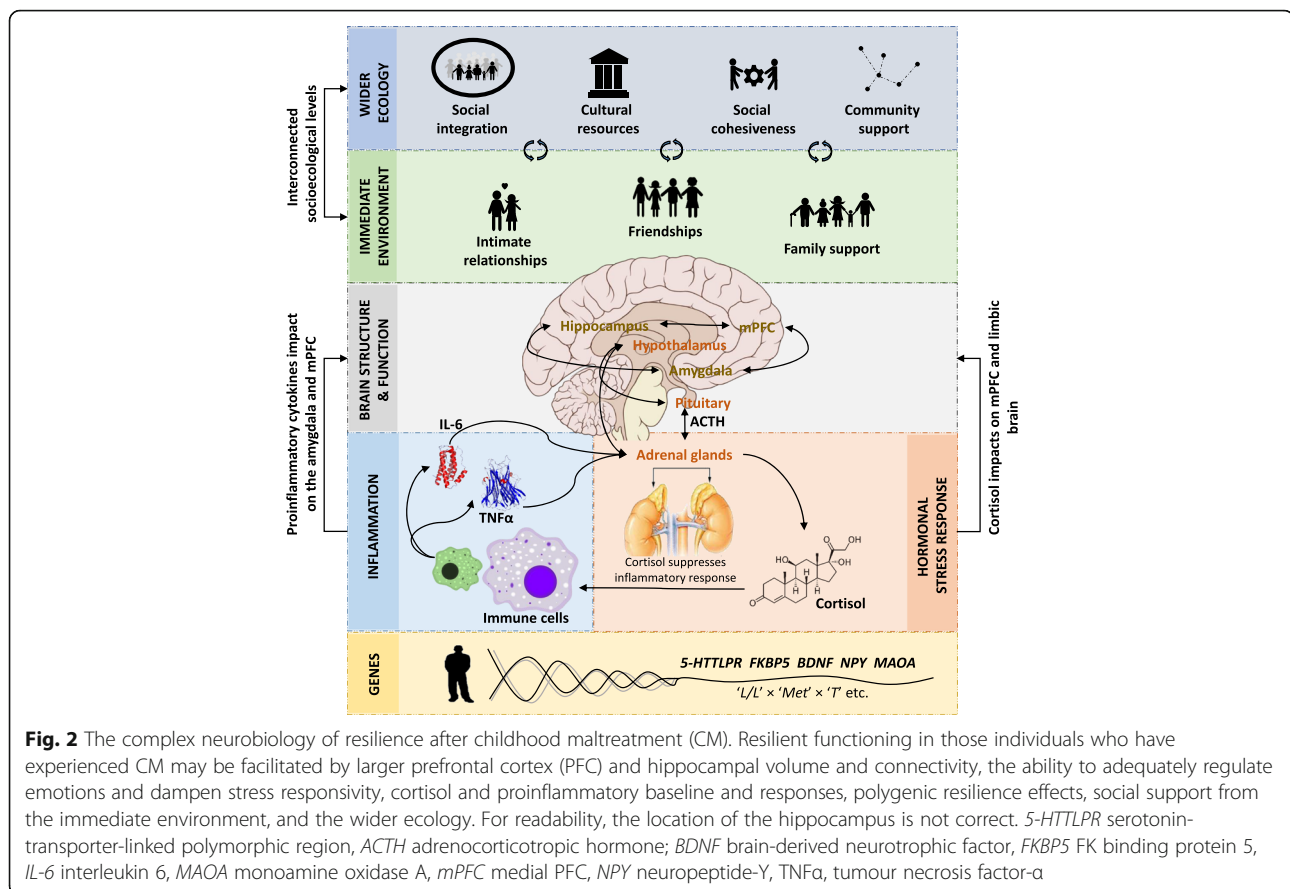 WIDER
ECOLOGY
Social
integration
Cultural
resources
Social
cohesiveness
Community
support
Interconnected
socioecological levels
IMMEDIATE
ENVIRONMENT
Intimate
relationships
Friendships
Family support
BRAIN STRUCTURE
& FUNCTION
Hippocampus
mPFC
Hypothalamus
Amygdala
Pituitary
ACTH
Proinflammatory cytokines impact
on the amygdala and mPFC
Cortisol impacts on mPFC and limbic
brain
INFLAMMATION
IL-6
TNFα
Immune cells
Adrenal glands
Cortisol suppresses
inflammatory response
O
OH
HO
OH
H
H
H
O
Cortisol
HORMONAL
STRESS RESPONSE
GENES
5-HTTLPR FKBP5 BDNF NPY MAOA
‘L/L’ × ‘Met’ × ‘T’ etc.
Fig. 2 The complex neurobiology of resilience after childhood maltreatment (CM). Resilient functioning in those individuals who have
experienced CM may be facilitated by larger prefrontal cortex (PFC) and hippocampal volume and connectivity, the ability to adequately regulate
emotions and dampen stress responsivity, cortisol and proinflammatory baseline and responses, polygenic resilience effects, social support from
the immediate environment, and the wider ecology. For readability, the location of the hippocampus is not correct. 5-HTTLPR serotonin-
transporter-linked polymorphic region, ACTH adrenocorticotropic hormone; BDNF brain-derived neurotrophic factor, FKBP5 FK binding protein 5,
IL-6 interleukin 6, MAOA monoamine oxidase A, mPFC medial PFC, NPY neuropeptide-Y, TNFα, tumour necrosis factor-α